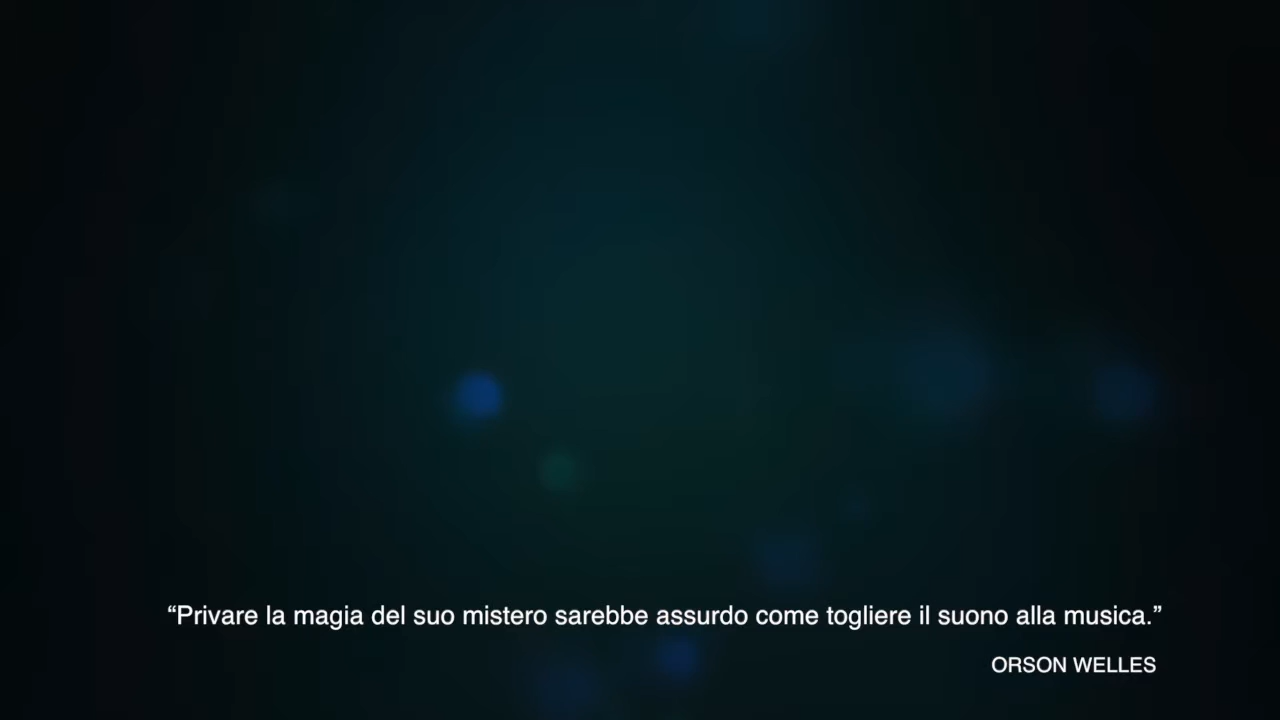 “Privare la magia del suo mistero sarebbe assurdo come togliere il suono alla musica.”
ORSON WELLES